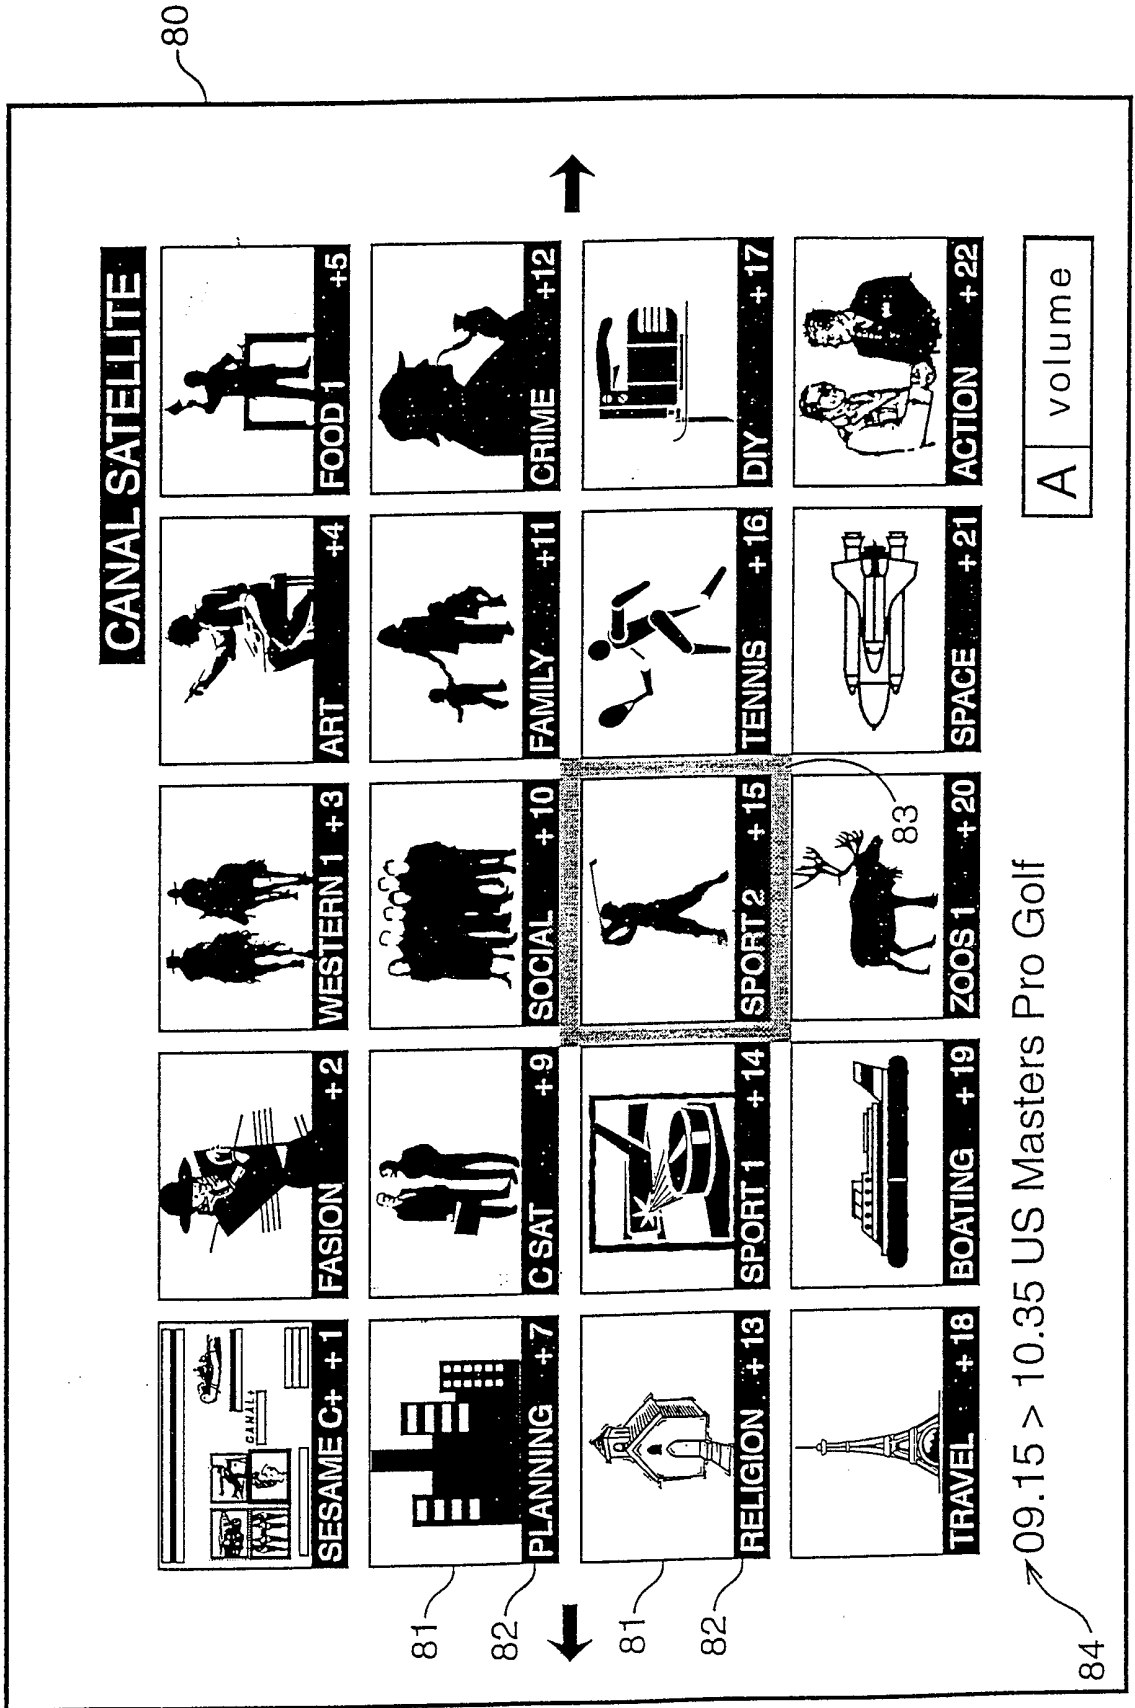 80
CANAL SATELLITE
SESAME C+ +1
FASION +2
WESTERN 1 +3
ART +4
FOOD 1 +5
CANAL+
81
82
PLANNING +7
C SAT +9
SOCIAL +10
FAMILY +11
CRIME +12
81
82
RELIGION +13
SPORT 1 +14
SPORT 2 +15
TENNIS +16
DIY +17
83
TRAVEL +18
BOATING +19
ZOOS 1 +20
SPACE +21
ACTION +22
84
09.15 > 10.35 US Masters Pro Golf
A volume